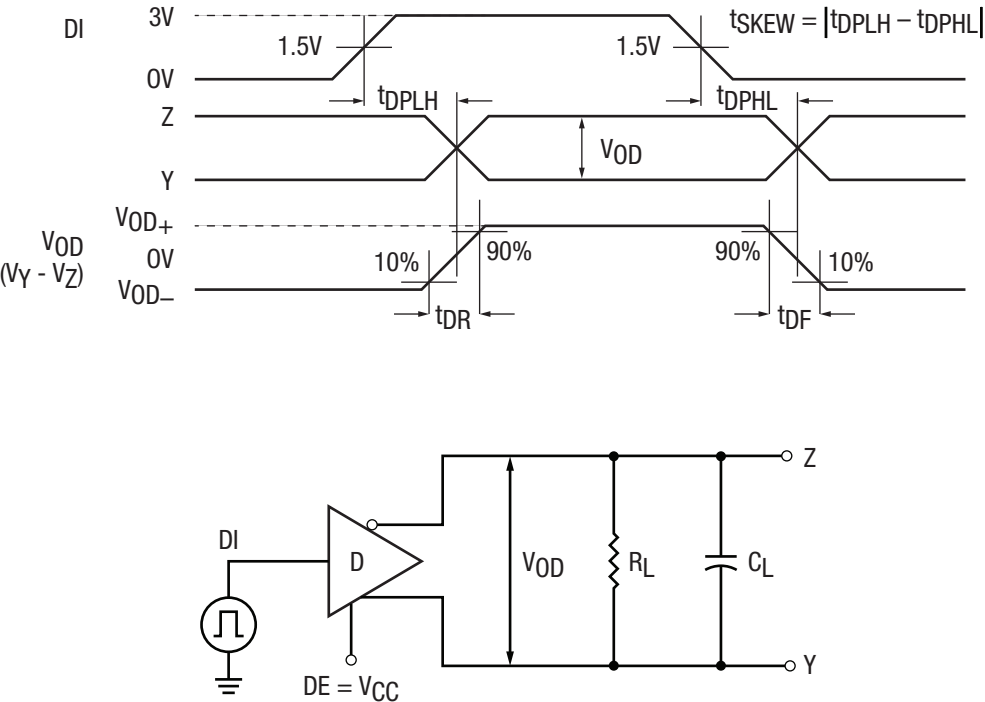 3V
tSKEW = |tDPLH – tDPHL|
DI
1.5V
1.5V
0V
tDPLH
tDPHL
Z
VOD
Y
VOD+
VOD
(VY - VZ)
0V
10%
90%
90%
10%
VOD–
tDR
tDF
Z
DI
D
VOD
RL
CL
Y
DE = VCC